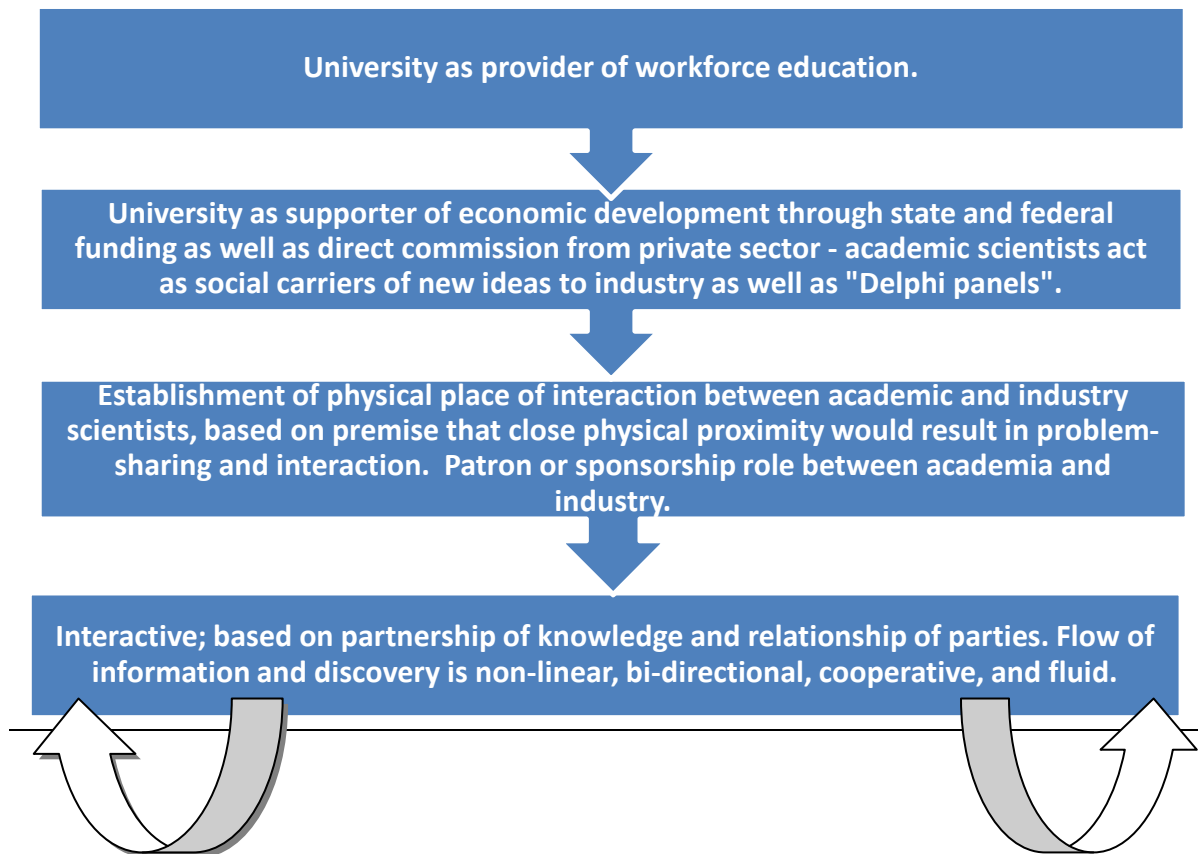 University as provider of workforce education.
University as supporter of economic development through state and federal
funding as well as direct commission from private sector - academic scientists act
as social carriers of new ideas to industry as well as "Delphi panels".
Establishment of physical place of interaction between academic and industry
scientists, based on premise that close physical proximity would result in problem-
sharing and interaction.  Patron or sponsorship role between academia and
industry.
Interactive; based on partnership of knowledge and relationship of parties. Flow of
information and discovery is non-linear, bi-directional, cooperative, and fluid.